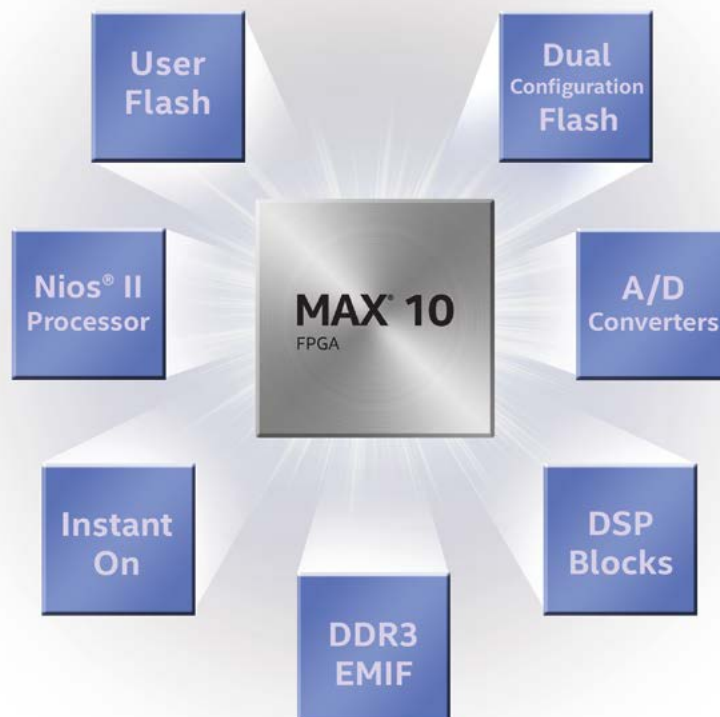 User
Flash
Dual
Configuration
Flash
Nios® II
Processor
MAX® 10
FPGA
A/D
Converters
Instant
On
DSP
Blocks
DDR3
EMIF